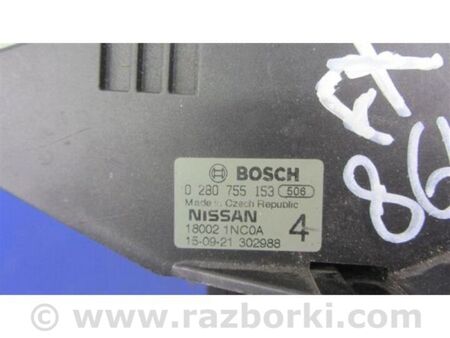 BOSCH
0 280 755 153 506
Made in Czech Republic
NISSAN
18002 1NC0A 4
15-09-21 302988
www.razborki.com